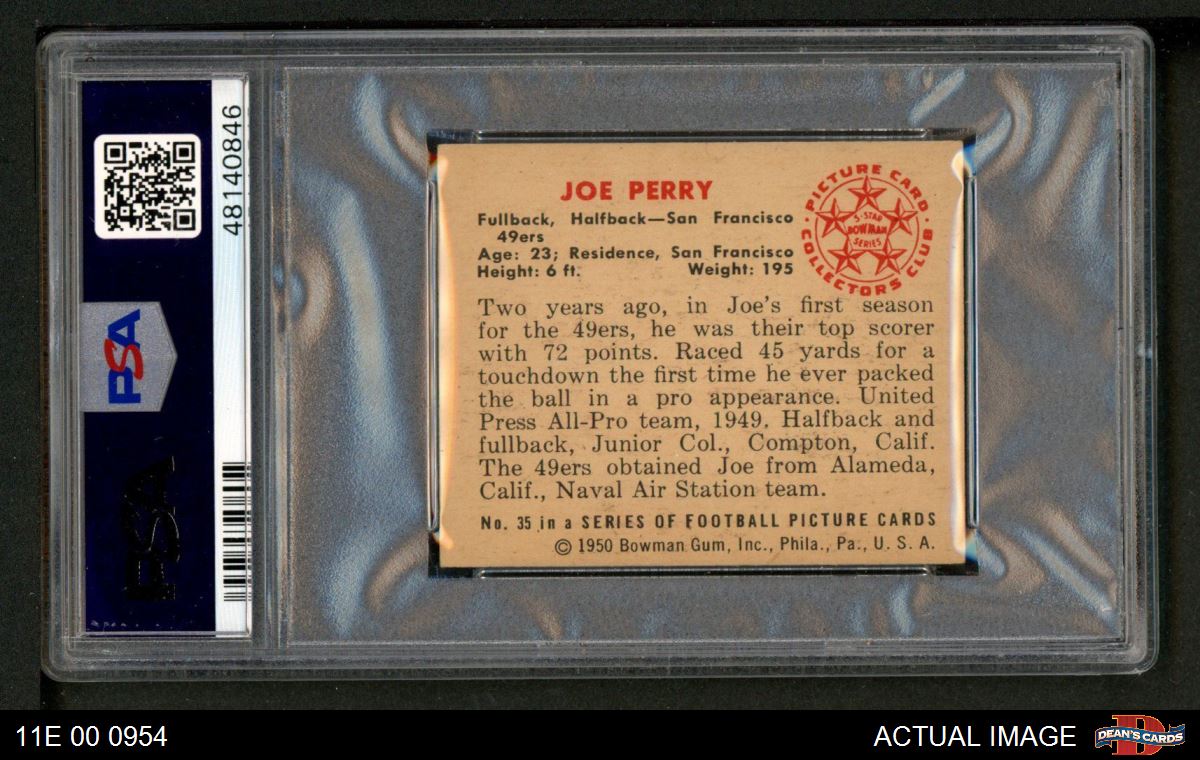 48140846
PSA
PSA
JOE PERRY
Fullback, Halfback—San Francisco
49ers
Age: 23; Residence, San Francisco
Height: 6 ft. Weight: 195
PICTURE CARD
COLLECTORS CLUB
5-STAR
BOWMAN
SERIES
Two years ago, in Joe's first season
for the 49ers, he was their top scorer
with 72 points. Raced 45 yards for a
touchdown the first time he ever packed
the ball in a pro appearance. United
Press All-Pro team, 1949. Halfback and
fullback, Junior Col., Compton, Calif.
The 49ers obtained Joe from Alameda,
Calif., Naval Air Station team.
No. 35 in a SERIES OF FOOTBALL PICTURE CARDS
© 1950 Bowman Gum, Inc., Phila., Pa., U. S. A.
11E 00 0954
ACTUAL IMAGE
DEAN'S CARDS